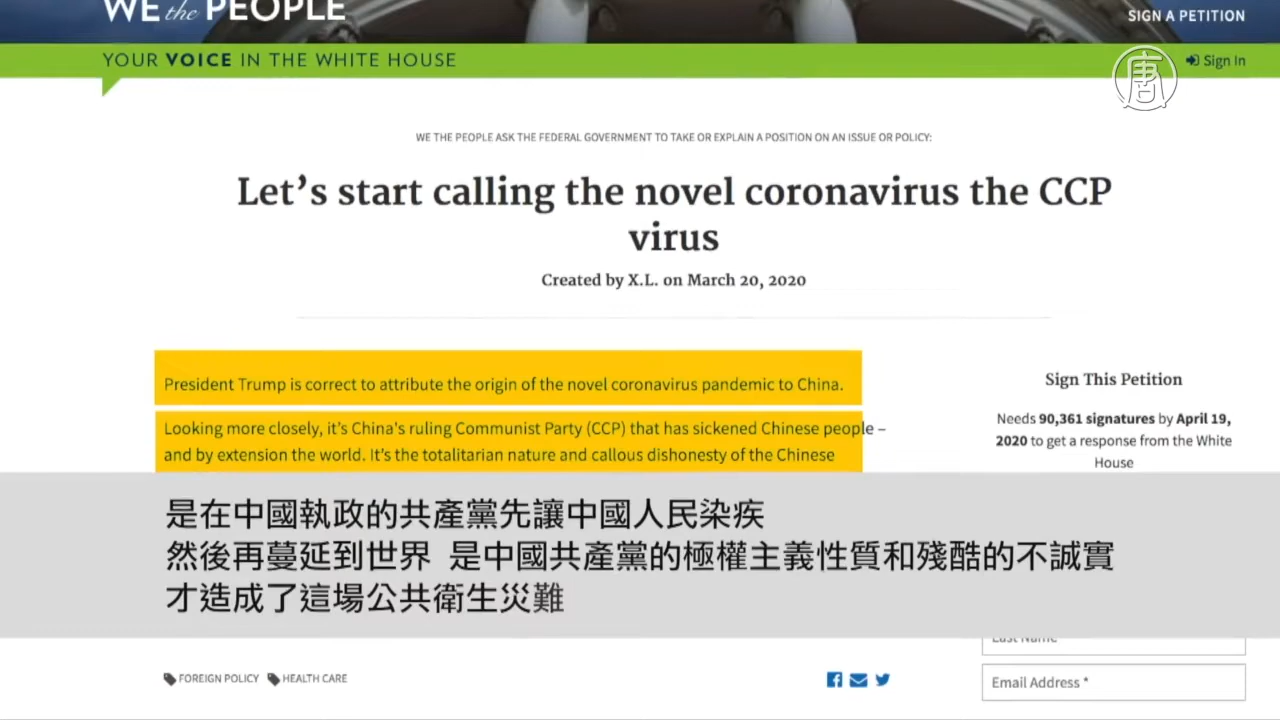 WE the PEOPLE
SIGN A PETITION
YOUR VOICE IN THE WHITE HOUSE
Sign In
唐
WE THE PEOPLE ASK THE FEDERAL GOVERNMENT TO TAKE OR EXPLAIN A POSITION ON AN ISSUE OR POLICY:
Let's start calling the novel coronavirus the CCP
virus
Created by X.L. on March 20, 2020
President Trump is correct to attribute the origin of the novel coronavirus pandemic to China.
Looking more closely, it's China's ruling Communist Party (CCP) that has sickened Chinese people –
and by extension the world. It's the totalitarian nature and callous dishonesty of the Chinese
Sign This Petition
Needs 90,361 signatures by April 19,
2020 to get a response from the White
House
是在中國執政的共產黨先讓中國人民染疾
然後再蔓延到世界 是中國共產黨的極權主義性質和殘酷的不誠實
才造成了這場公共衛生災難
Last Name
Email Address *
FOREIGN POLICY HEALTH CARE